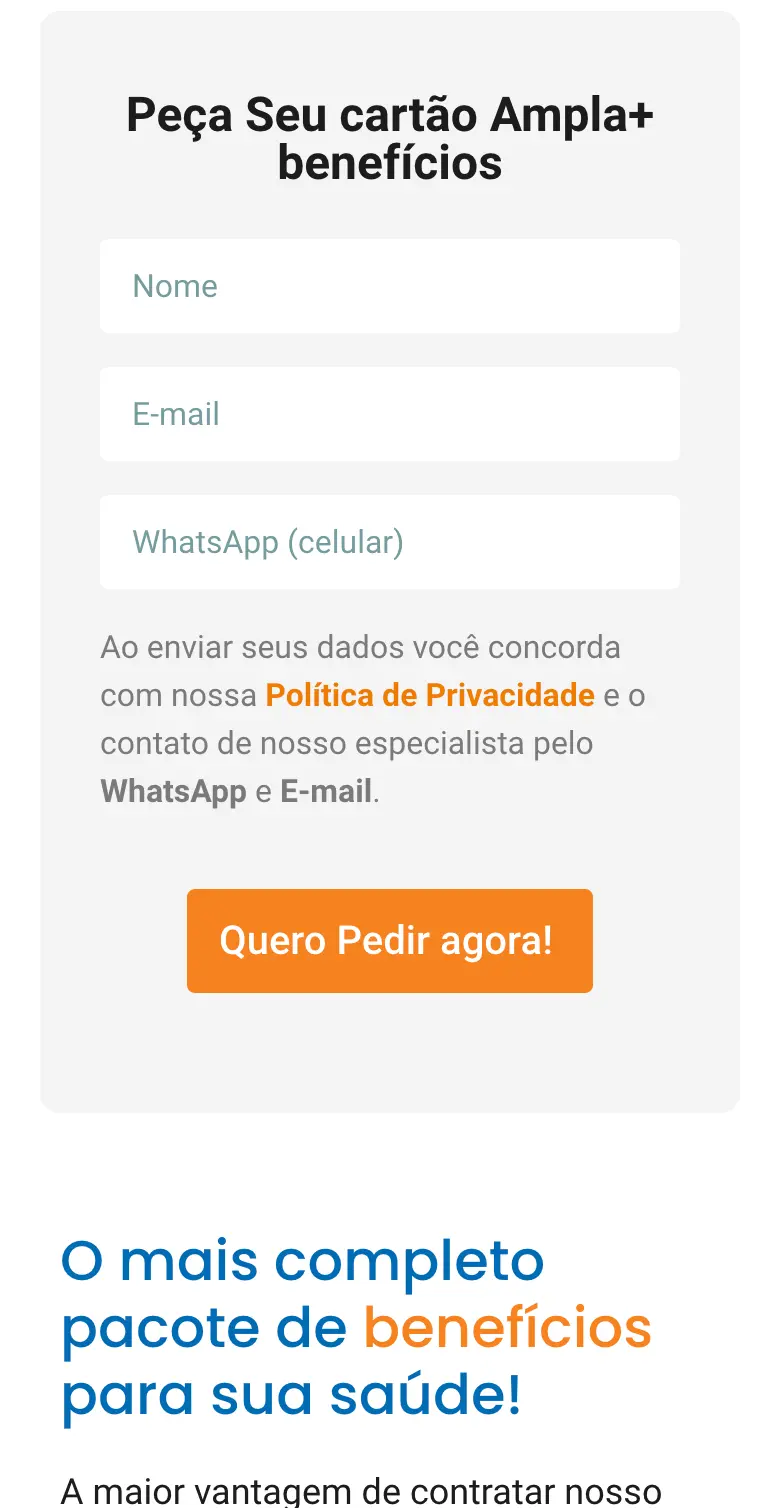 Peça Seu cartão Ampla+
benefícios
Nome
E-mail
WhatsApp (celular)
Ao enviar seus dados você concorda
com nossa Política de Privacidade e o
contato de nosso especialista pelo
WhatsApp e E-mail.
Quero Pedir agora!
O mais completo
pacote de benefícios
para sua saúde!
A maior vantagem de contratar nosso